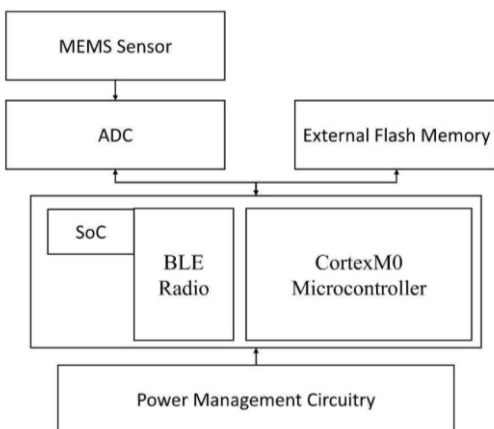 MEMS Sensor
ADC
External Flash Memory
SoC
BLE
Radio
CortexM0
Microcontroller
Power Management Circuitry